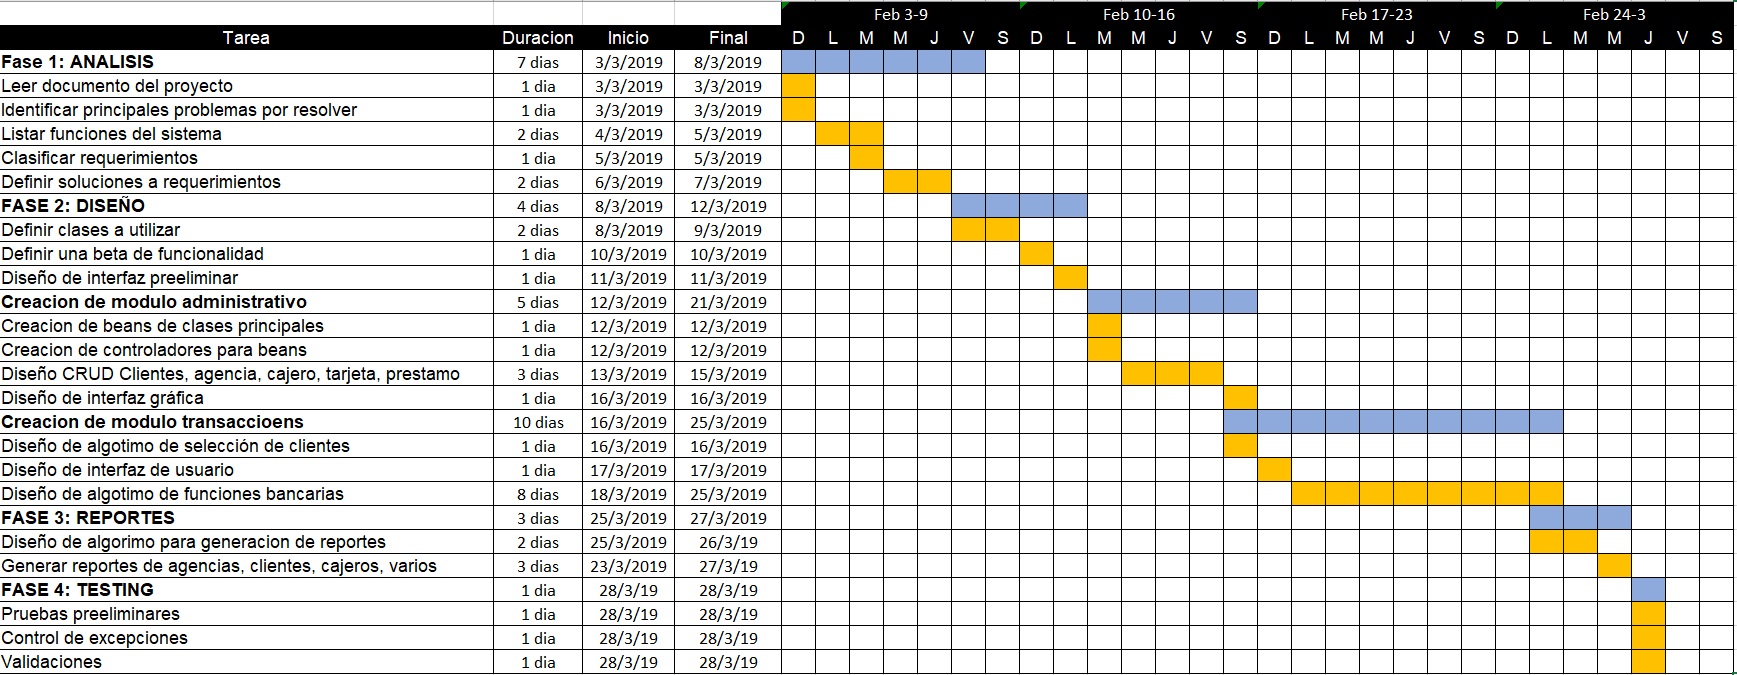 Feb 3-9 Feb 10-16 Feb 17-23 Feb 24-3
Tarea Duracion Inicio Final D L M M J V S D L M M J V S D L M M J V S D L M M J V S
Fase 1: ANALISIS 7 dias 3/3/2019 8/3/2019
Leer documento del proyecto 1 dia 3/3/2019 3/3/2019
Identificar principales problemas por resolver 1 dia 3/3/2019 3/3/2019
Listar funciones del sistema 2 dias 4/3/2019 5/3/2019
Clasificar requerimientos 1 dia 5/3/2019 5/3/2019
Definir soluciones a requerimientos 2 dias 6/3/2019 7/3/2019
FASE 2: DISEÑO 4 dias 8/3/2019 12/3/2019
Definir clases a utilizar 2 dias 8/3/2019 9/3/2019
Definir una beta de funcionalidad 1 dia 10/3/2019 10/3/2019
Diseño de interfaz preeliminar 1 dia 11/3/2019 11/3/2019
Creacion de modulo administrativo 5 dias 12/3/2019 21/3/2019
Creacion de beans de clases principales 1 dia 12/3/2019 12/3/2019
Creacion de controladores para beans 1 dia 12/3/2019 12/3/2019
Diseño CRUD Clientes, agencia, cajero, tarjeta, prestamo 3 dias 13/3/2019 15/3/2019
Diseño de interfaz gráfica 1 dia 16/3/2019 16/3/2019
Creacion de modulo transaccioens 10 dias 16/3/2019 25/3/2019
Diseño de algotimo de selección de clientes 1 dia 16/3/2019 16/3/2019
Diseño de interfaz de usuario 1 dia 17/3/2019 17/3/2019
Diseño de algotimo de funciones bancarias 8 dias 18/3/2019 25/3/2019
FASE 3: REPORTES 3 dias 25/3/2019 27/3/2019
Diseño de algorimo para generacion de reportes 2 dias 25/3/2019 26/3/19
Generar reportes de agencias, clientes, cajeros, varios 3 dias 23/3/2019 27/3/19
FASE 4: TESTING 1 dia 28/3/19 28/3/19
Pruebas preeliminares 1 dia 28/3/19 28/3/19
Control de excepciones 1 dia 28/3/19 28/3/19
Validaciones 1 dia 28/3/19 28/3/19